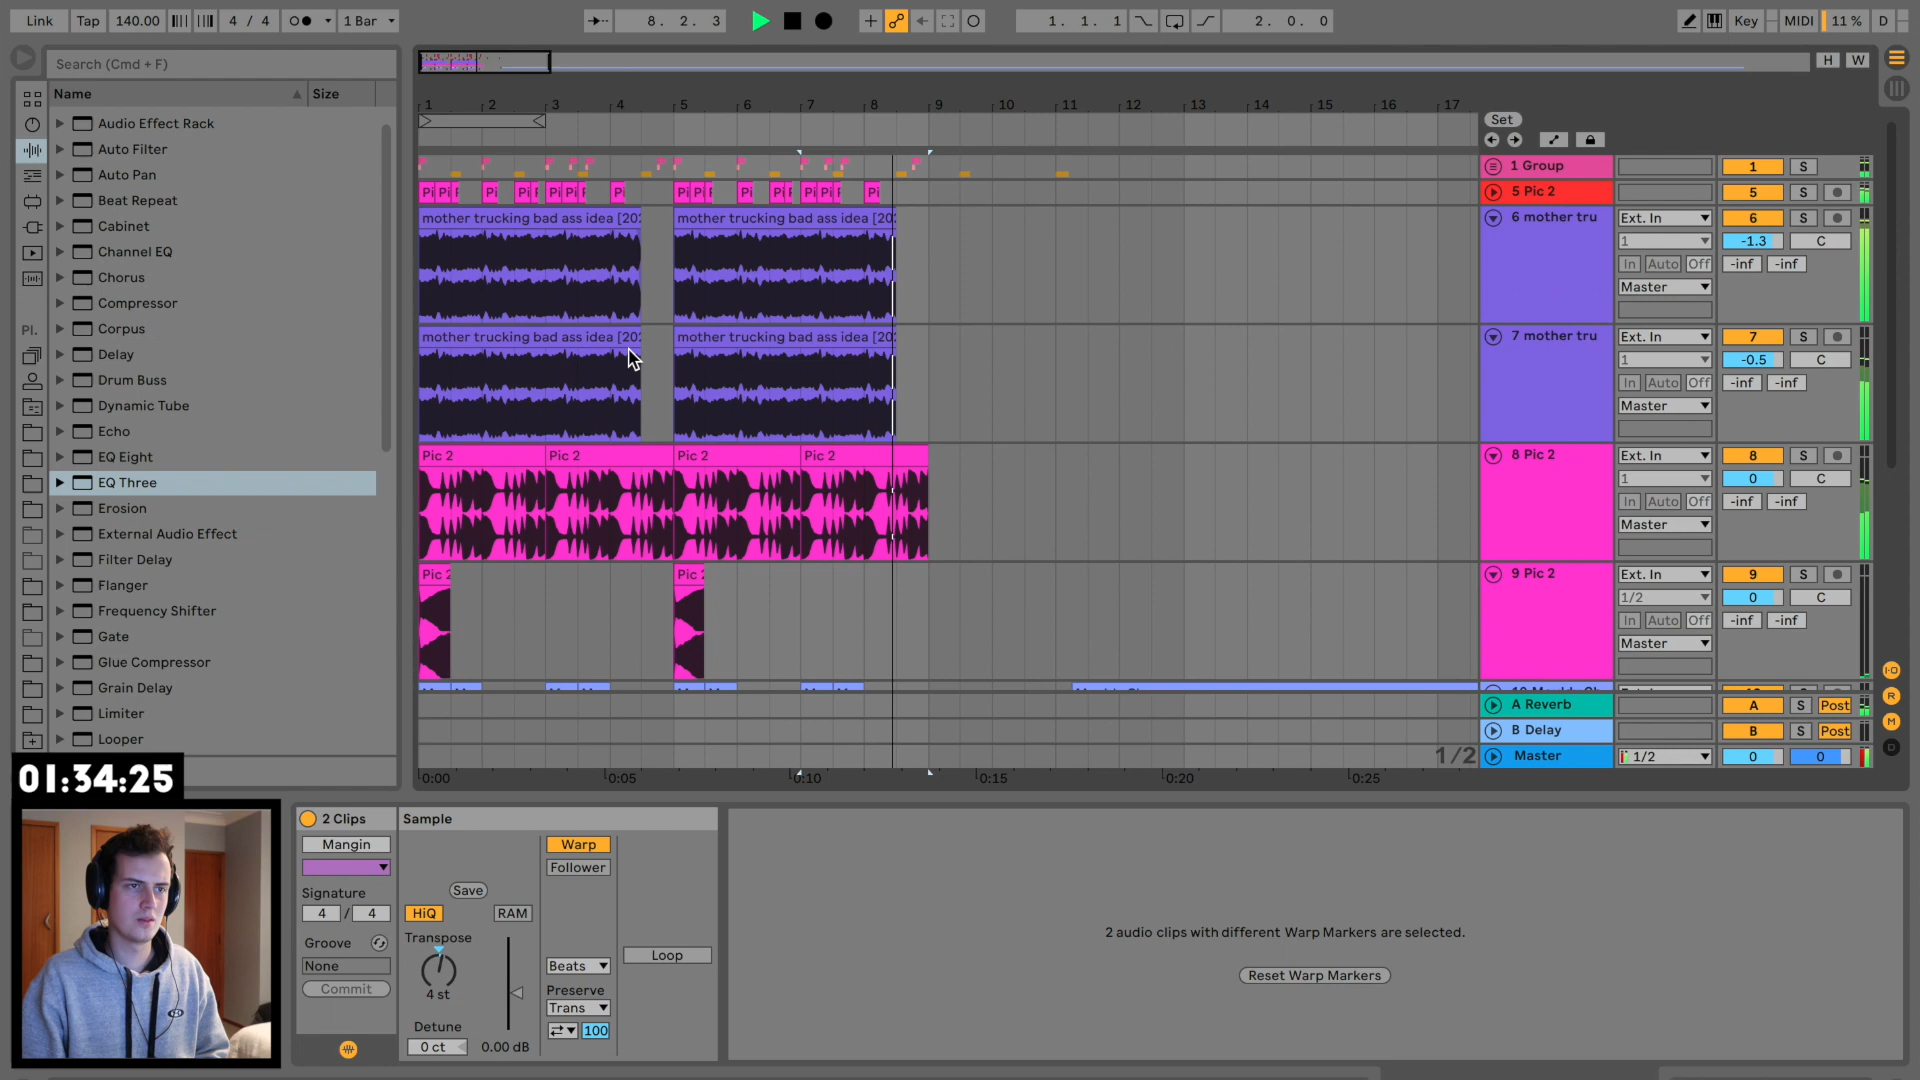 Link Tap 140.00 4 / 4 1 Bar 8. 2. 3 1. 1. 1 2. 0. 0 Key MIDI 11 % D
Search (Cmd + F)
H W
Name Size
1 2 3 4 5 6 7 8 9 10 11 12 13 14 15 16 17
Set
Audio Effect Rack
Auto Filter
Auto Pan
Beat Repeat
Cabinet
Channel EQ
Chorus
Compressor
Corpus
Delay
Drum Buss
Dynamic Tube
Echo
EQ Eight
EQ Three
Erosion
External Audio Effect
Filter Delay
Flanger
Frequency Shifter
Gate
Glue Compressor
Grain Delay
Limiter
Looper
Pl.
1 Group 1 S
5 Pic 2 5 S
mother trucking bad ass idea [20 mother trucking bad ass idea [20
6 mother tru Ext. In 6 S
1 -1.3 C
In Auto Off -inf -inf
Master
mother trucking bad ass idea [20 mother trucking bad ass idea [20
7 mother tru Ext. In 7 S
1 -0.5 C
In Auto Off -inf -inf
Master
Pic 2 Pic 2 Pic 2 Pic 2
8 Pic 2 Ext. In 8 S
1 0 C
In Auto Off -inf -inf
Master
Pic 2 Pic 2
9 Pic 2 Ext. In 9 S
1/2 0 C
In Auto Off -inf -inf
Master
A Reverb A S Post
B Delay B S Post
1/2 Master 1/2 0 0
0:00 0:05 0:10 0:15 0:20 0:25
I·O
R
M
D
01:34:25
2 Clips
Mangin
Signature
4 / 4
Groove
None
Commit
Sample
Save
HiQ RAM
Transpose
4 st
Detune
0 ct 0.00 dB
Warp
Follower
Beats
Preserve
Trans
100
Loop
2 audio clips with different Warp Markers are selected.
Reset Warp Markers